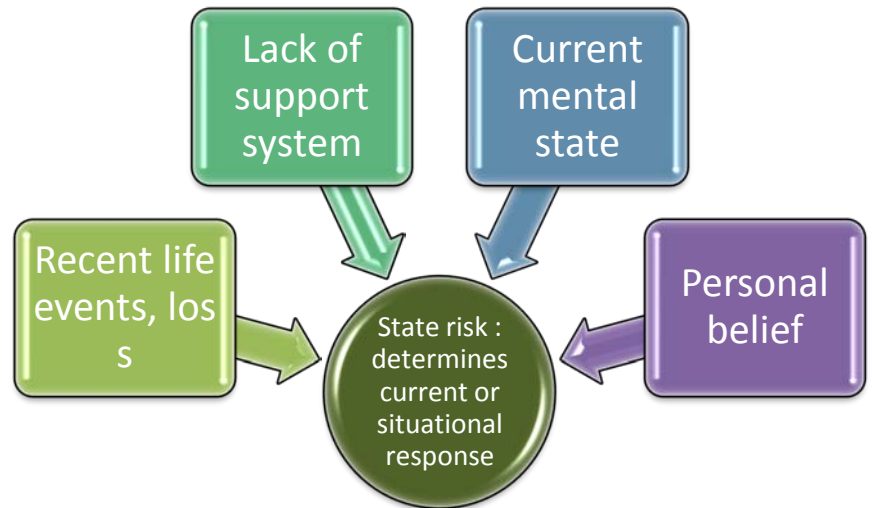 Lack of
support
system
Current
mental
state
Recent life
events, los
s
Personal
belief
State risk :
determines
current or
situational
response